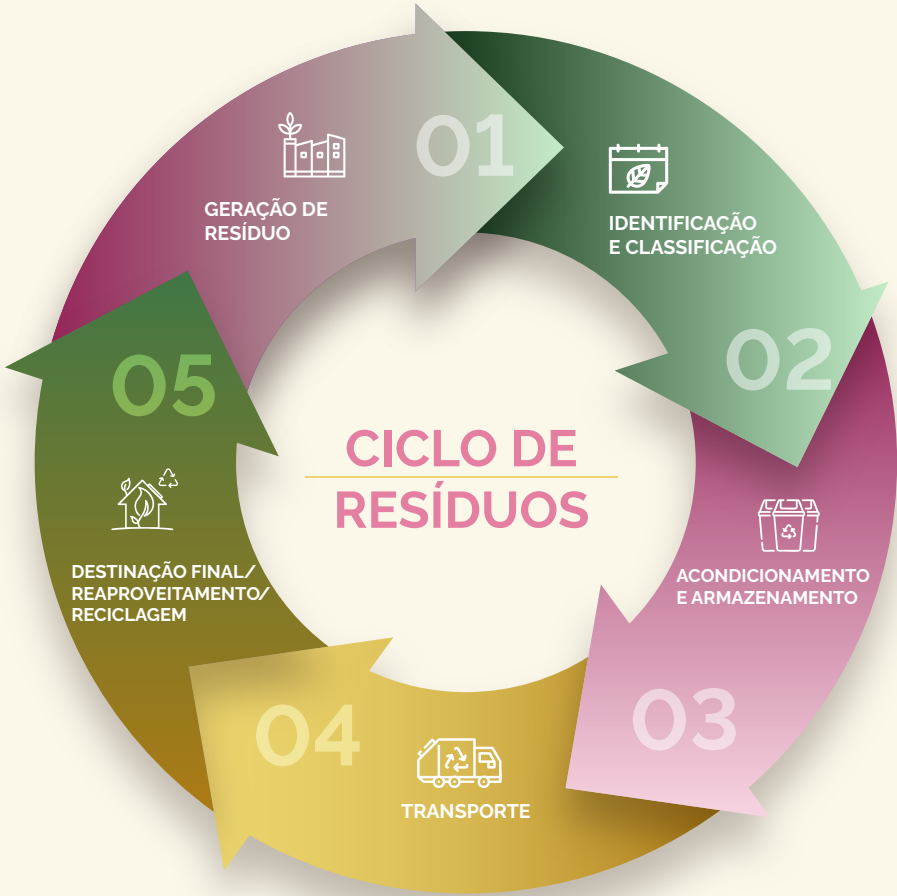 CICLO DE
RESÍDUOS
01
GERAÇÃO DE
RESÍDUO
02
IDENTIFICAÇÃO
E CLASSIFICAÇÃO
03
ACONDICIONAMENTO
E ARMAZENAMENTO
04
TRANSPORTE
05
DESTINAÇÃO FINAL/
REAPROVEITAMENTO/
RECICLAGEM